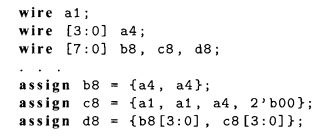 wire a1;
wire [3:0] a4;
wire [7:0] b8, c8, d8;
. . .
assign b8 = {a4, a4};
assign c8 = {a1, a1, a4, 2'b00};
assign d8 = {b8[3:0], c8[3:0]};